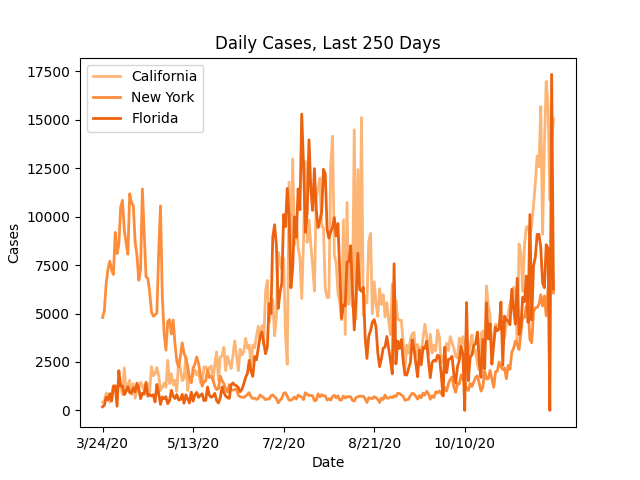 Daily Cases, Last 250 Days
17500
15000
12500
10000
7500
5000
2500
0
California
New York
Florida
Cases
3/24/20
5/13/20
7/2/20
8/21/20
10/10/20
Date